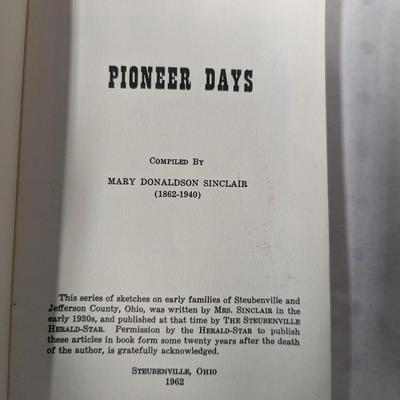 PIONEER DAYS
COMPILED BY
MARY DONALDSON SINCLAIR
(1862-1940)
This series of sketches on early families of Steubenville and
Jefferson County, Ohio, was written by MRS. SINCLAIR in the
early 1930s, and published at that time by THE STEUBENVILLE
HERALD-STAR. Permission by the HERALD-STAR to publish
these articles in book form some twenty years after the death
of the author, is gratefully acknowledged.
STEUBENVILLE, OHIO
1962